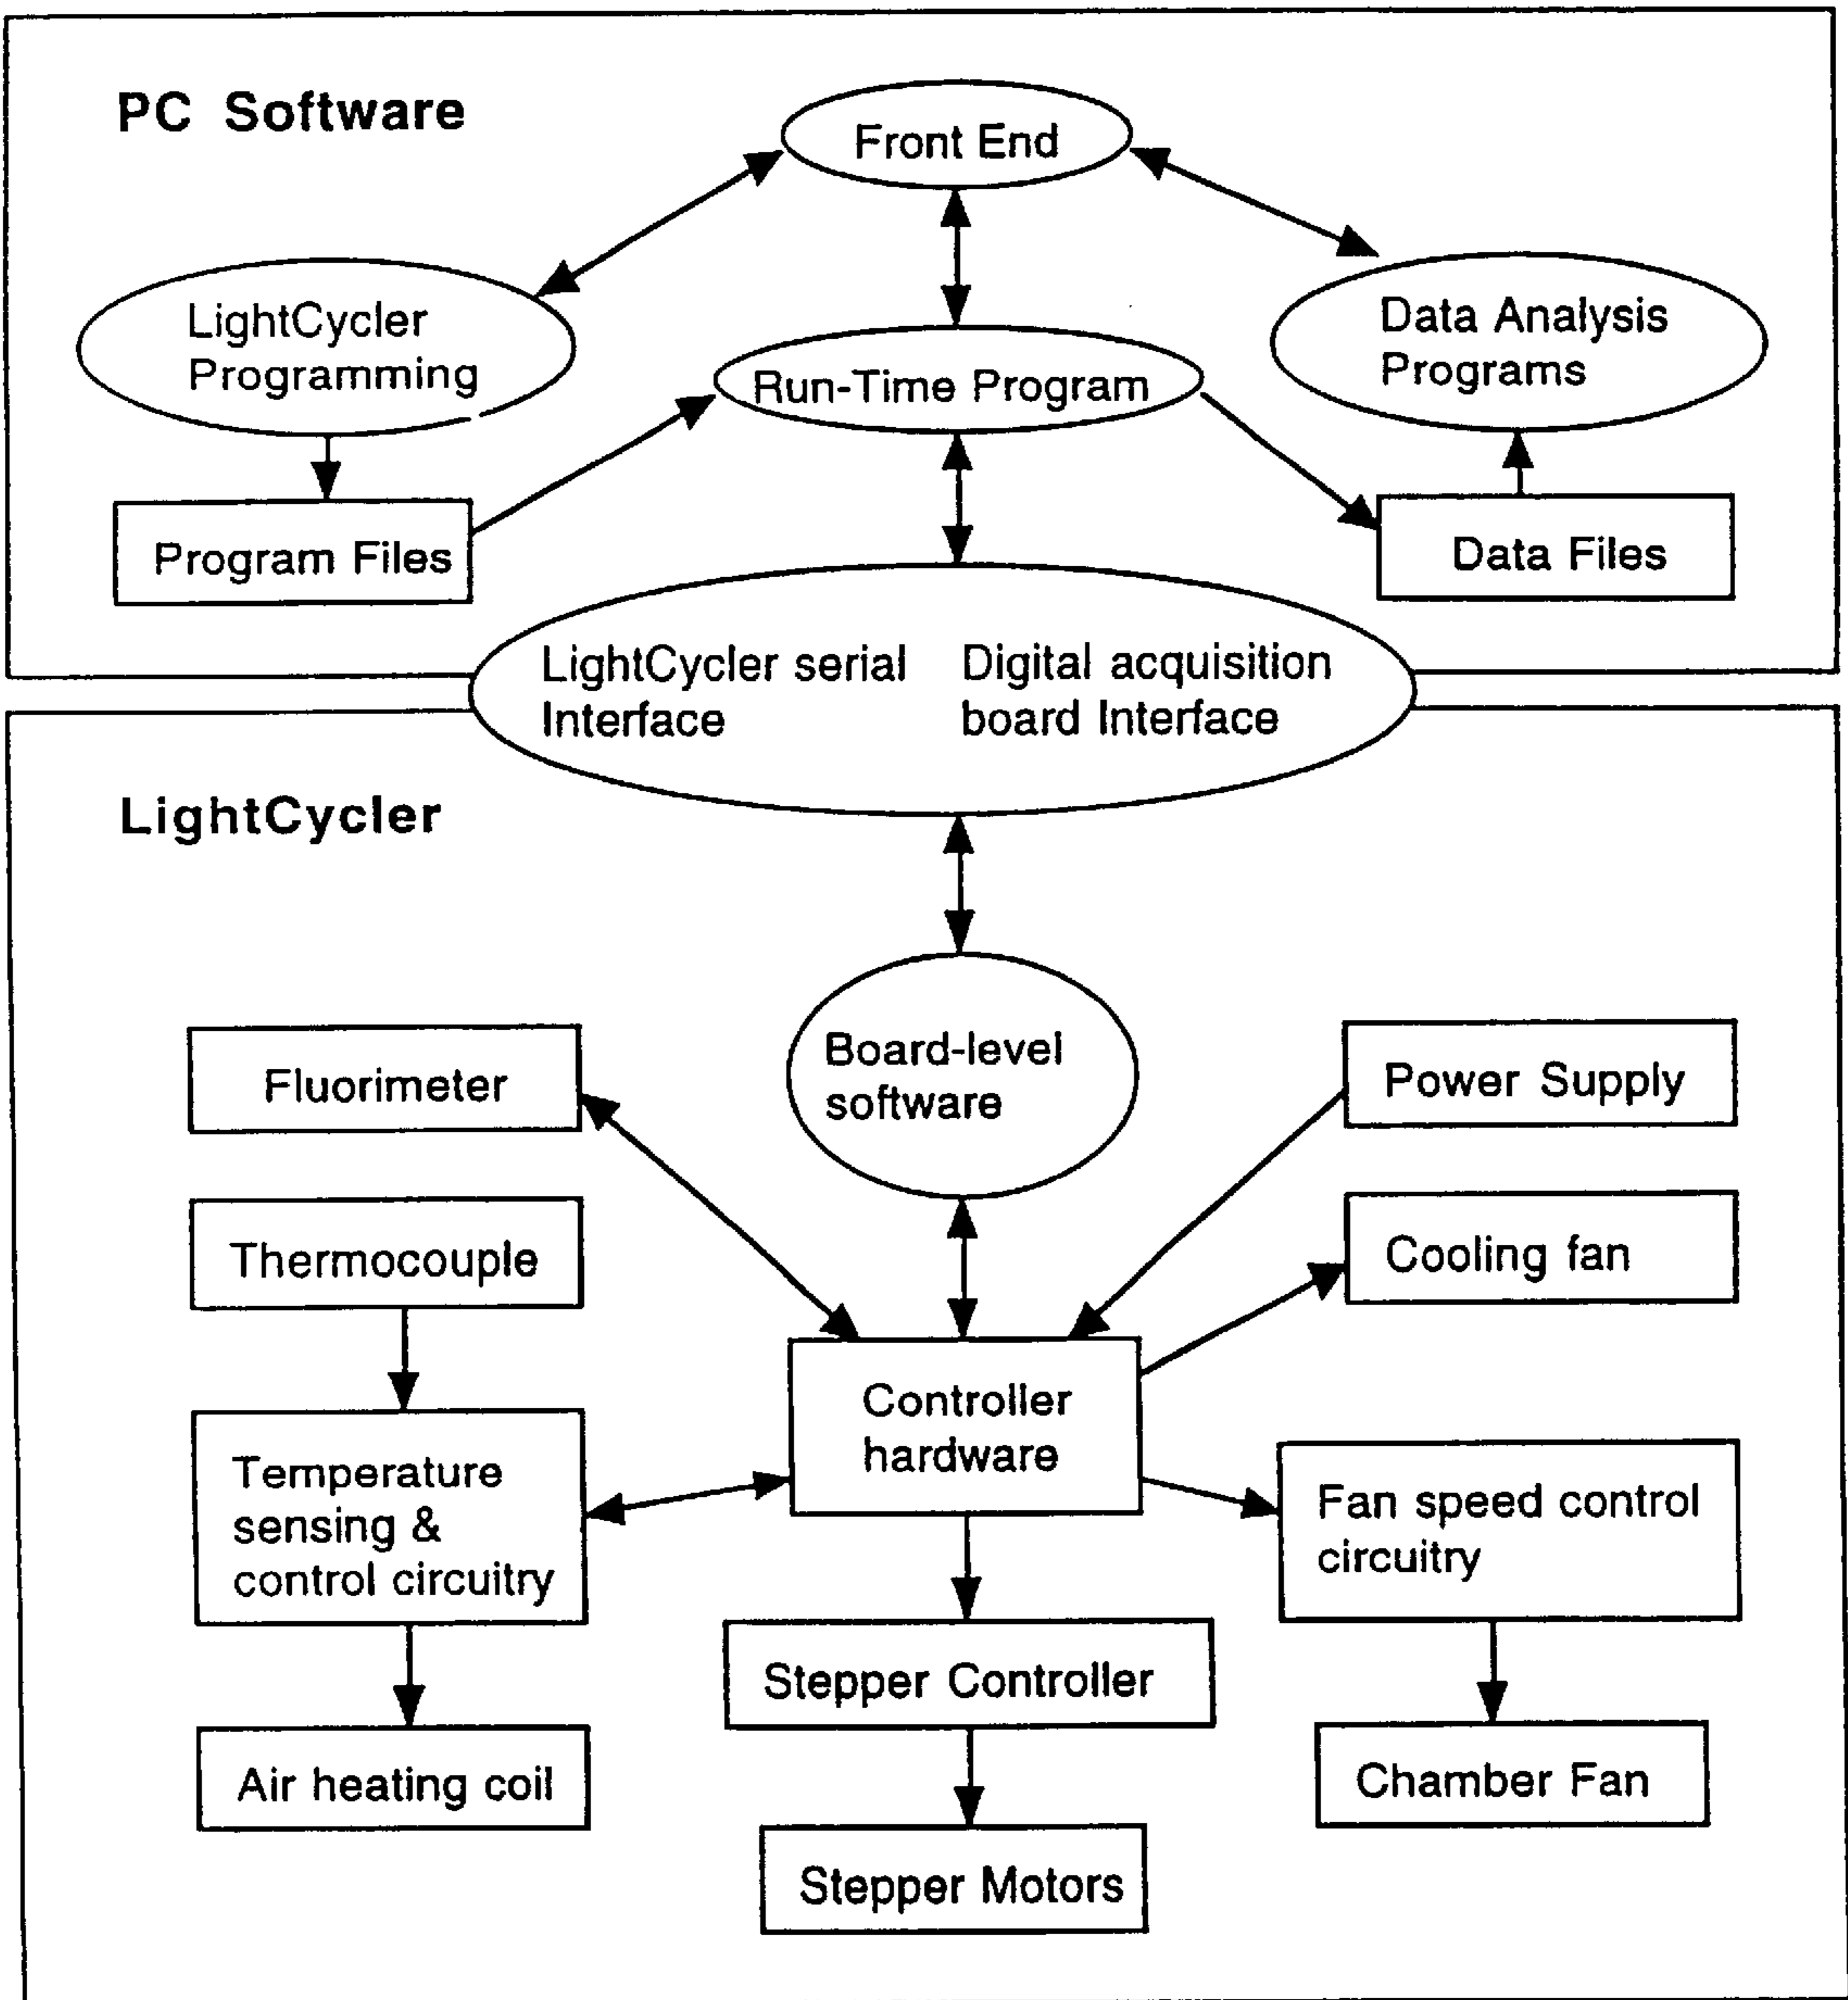 PC Software
Front End
LightCycler
Programming
Run-Time Program
Data Analysis
Programs
Program Files
Data Files
LightCycler serial
Interface
Digital acquisition
board Interface
LightCycler
Board-level
software
Fluorimeter
Power Supply
Thermocouple
Cooling fan
Controller
hardware
Temperature
sensing &
control circuitry
Fan speed control
circuitry
Stepper Controller
Air heating coil
Chamber Fan
Stepper Motors